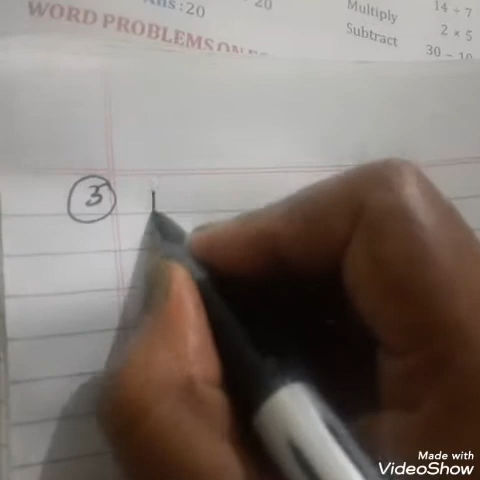 Ans :20
20
Multiply
14 ÷ 7
Subtract
2 × 5
WORD PROBLEMS ON
30 – 10
3
Made with
VideoShow